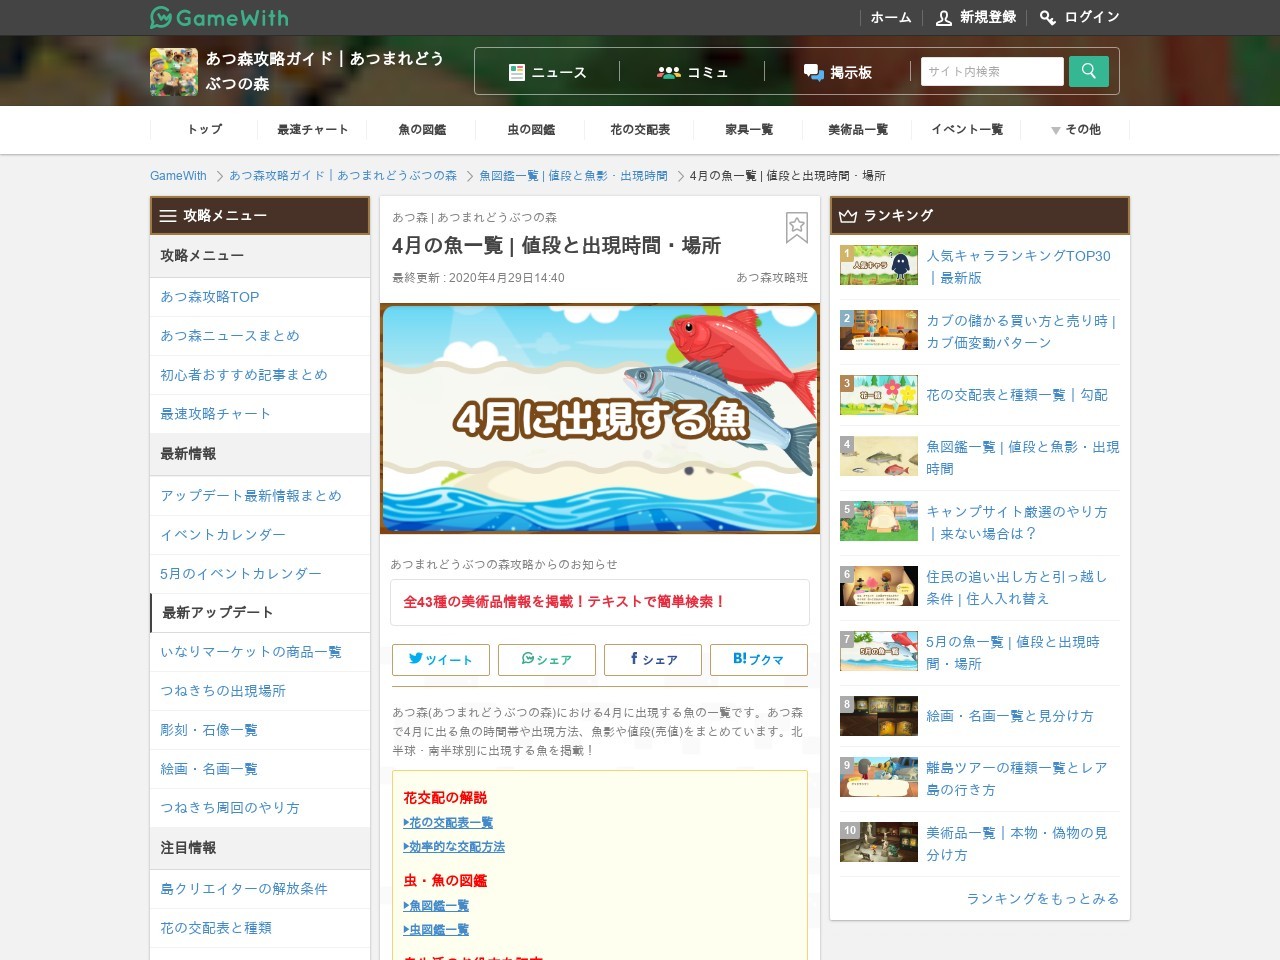 GameWith
ホーム
新規登録
ログイン
あつ森攻略ガイド｜あつまれどう
ぶつの森
ニュース
コミュ
掲示板
サイト内検索
トップ
最速チャート
魚の図鑑
虫の図鑑
花の交配表
家具一覧
美術品一覧
イベント一覧
その他
GameWith
あつ森攻略ガイド｜あつまれどうぶつの森
魚図鑑一覧 | 値段と魚影・出現時間
4月の魚一覧 | 値段と出現時間・場所
攻略メニュー
攻略メニュー
あつ森攻略TOP
あつ森ニュースまとめ
初心者おすすめ記事まとめ
最速攻略チャート
最新情報
アップデート最新情報まとめ
イベントカレンダー
5月のイベントカレンダー
最新アップデート
いなりマーケットの商品一覧
つねきちの出現場所
彫刻・石像一覧
絵画・名画一覧
つねきち周回のやり方
注目情報
島クリエイターの解放条件
花の交配表と種類
あつ森 | あつまれどうぶつの森
4月の魚一覧 | 値段と出現時間・場所
最終更新 : 2020年4月29日14:40
あつ森攻略班
4月に出現する魚
あつまれどうぶつの森攻略からのお知らせ
全43種の美術品情報を掲載！テキストで簡単検索！
ツイート
シェア
シェア
B!ブクマ
あつ森(あつまれどうぶつの森)における4月に出現する魚の一覧です。あつ森
で4月に出る魚の時間帯や出現方法、魚影や値段(売値)をまとめています。北
半球・南半球別に出現する魚を掲載！
花交配の解説
▶花の交配表一覧
▶効率的な交配方法
虫・魚の図鑑
▶魚図鑑一覧
▶虫図鑑一覧
ランキング
1
人気キャラ
人気キャラランキングTOP30
｜最新版
2
カブの儲かる買い方と売り時 |
カブ価変動パターン
3
花一覧
花の交配表と種類一覧｜勾配
4
魚図鑑一覧 | 値段と魚影・出現
時間
5
キャンプサイト厳選のやり方
｜来ない場合は？
6
住民の追い出し方と引っ越し
条件 | 住人入れ替え
7
5月の魚一覧
5月の魚一覧 | 値段と出現時
間・場所
8
絵画・名画一覧と見分け方
9
離島ツアーの種類一覧とレア
島の行き方
10
美術品一覧｜本物・偽物の見
分け方
ランキングをもっとみる